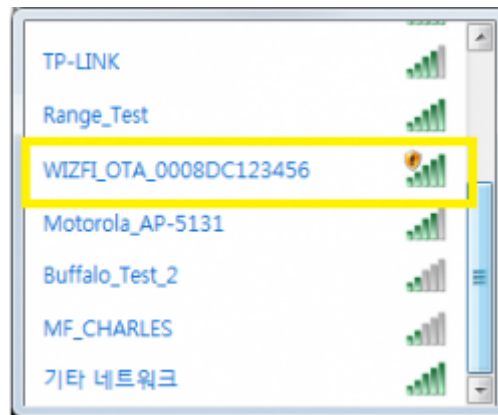 TP-LINK
Range_Test
WIZFI_OTA_0008DC123456
Motorola_AP-5131
Buffalo_Test_2
MF_CHARLES
기타 네트워크